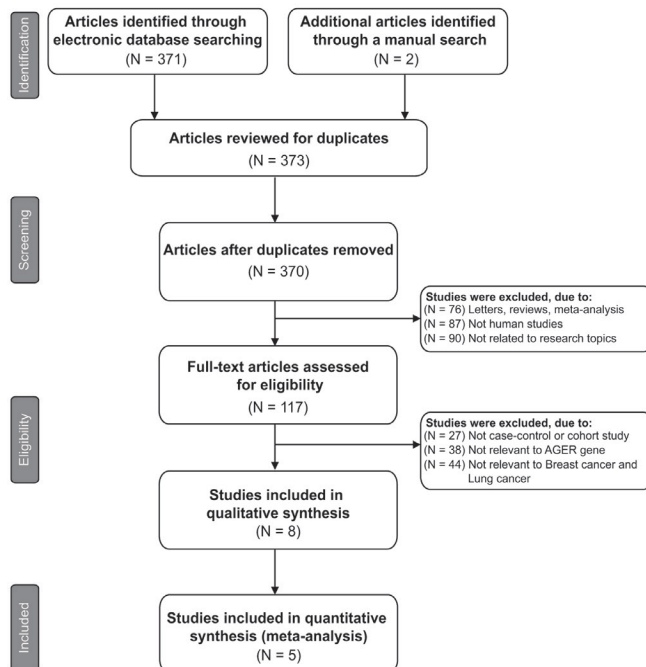 Identification
Articles identified through
electronic database searching
(N = 371)
Additional articles identified
through a manual search
(N = 2)
Articles reviewed for duplicates
(N = 373)
Screening
Articles after duplicates removed
(N = 370)
Studies were excluded, due to:
(N = 76) Letters, reviews, meta-analysis
(N = 87) Not human studies
(N = 90) Not related to research topics
Full-text articles assessed
for eligibility
(N = 117)
Eligibility
Studies were excluded, due to:
(N = 27) Not case-control or cohort study
(N = 38) Not relevant to AGER gene
(N = 44) Not relevant to Breast cancer and
Lung cancer
Studies included in
qualitative synthesis
(N = 8)
Included
Studies included in quantitative
synthesis (meta-analysis)
(N = 5)